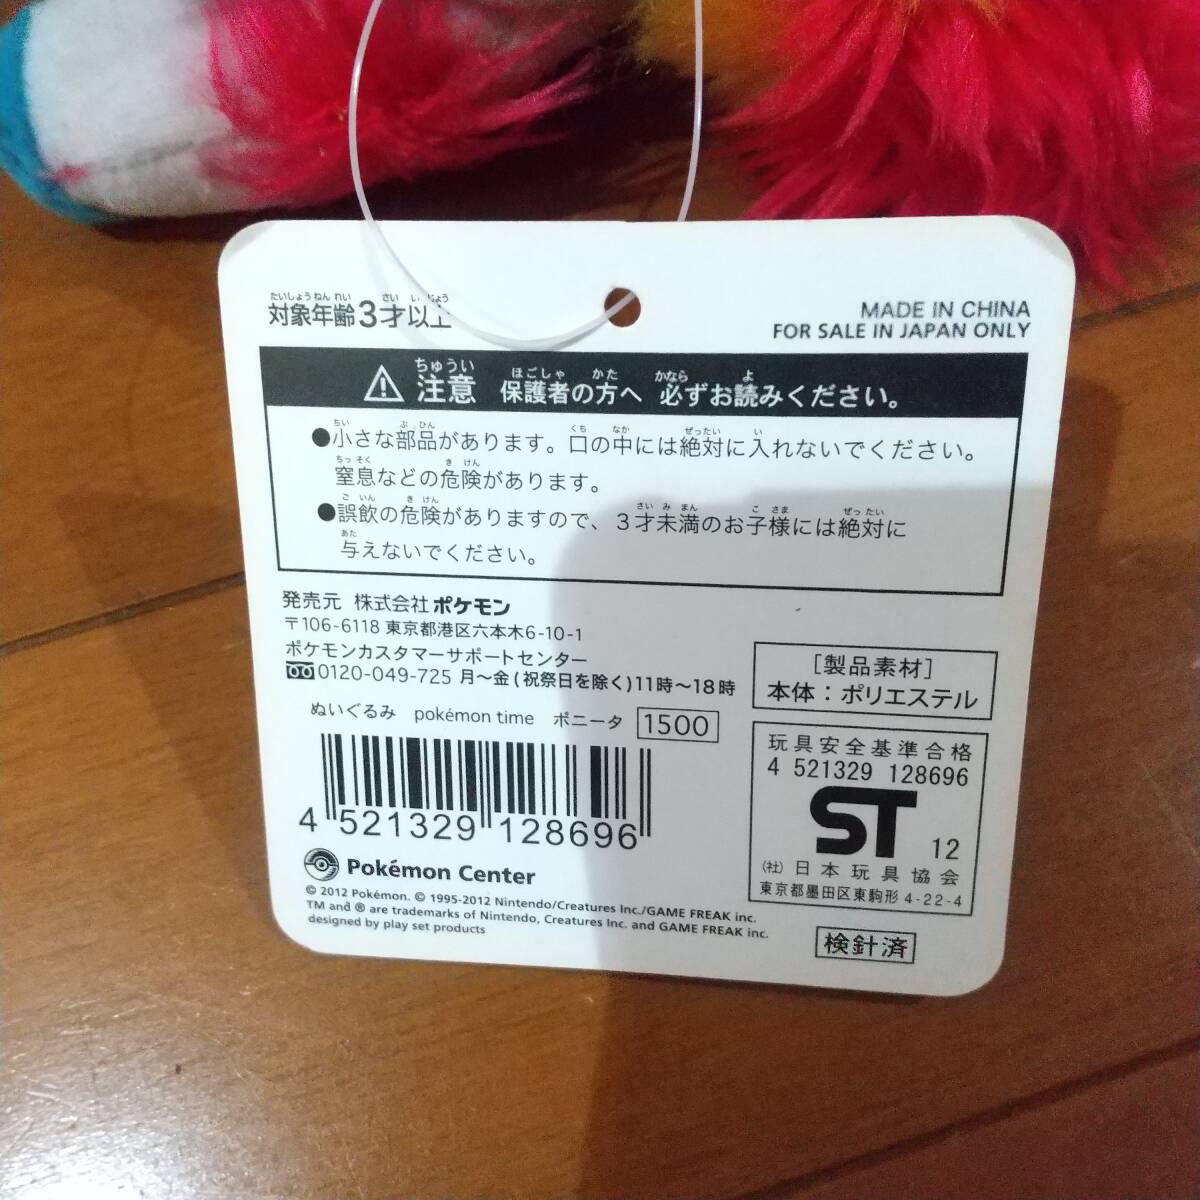 たいしょうねんれい さい いじょう
対象年齢3才以上
MADE IN CHINA
FOR SALE IN JAPAN ONLY
ちゅうい ほごしゃ かた かなら よ
注意 保護者の方へ 必ずお読みください。
ちい ぶ ひん くち なか ぜったい い
●小さな部品があります。口の中には絶対に入れないでください。
ちっそく き けん
窒息などの危険があります。
ご いん き けん さい み まん こ さま ぜったい
●誤飲の危険がありますので、3才未満のお子様には絶対に
あた
与えないでください。
発売元 株式会社ポケモン
〒106-6118 東京都港区六本木6-10-1
ポケモンカスタマーサポートセンター
0120-049-725 月～金(祝祭日を除く)11時～18時
ぬいぐるみ pokémon time ポニータ 1500
4 521329 128696
Pokémon Center
© 2012 Pokémon. © 1995-2012 Nintendo/Creatures Inc./GAME FREAK inc.
TM and ® are trademarks of Nintendo, Creatures Inc. and GAME FREAK inc.
designed by play set products
[製品素材]
本体：ポリエステル
玩具安全基準合格
4 521329 128696
ST 12
(社)日本玩具協会
東京都墨田区東駒形4-22-4
検針済